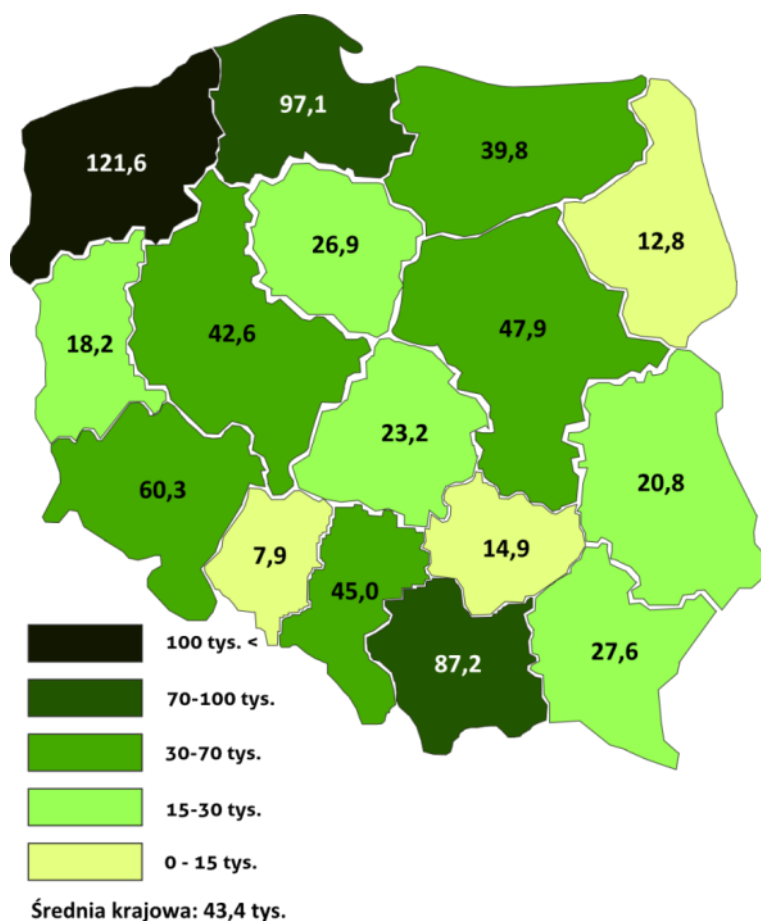 97,1
121,6
39,8
26,9
12,8
42,6
47,9
18,2
23,2
60,3
20,8
7,9
14,9
45,0
87,2
27,6
100 tys. <
70-100 tys.
30-70 tys.
15-30 tys.
0 - 15 tys.
Średnia krajowa: 43,4 tys.